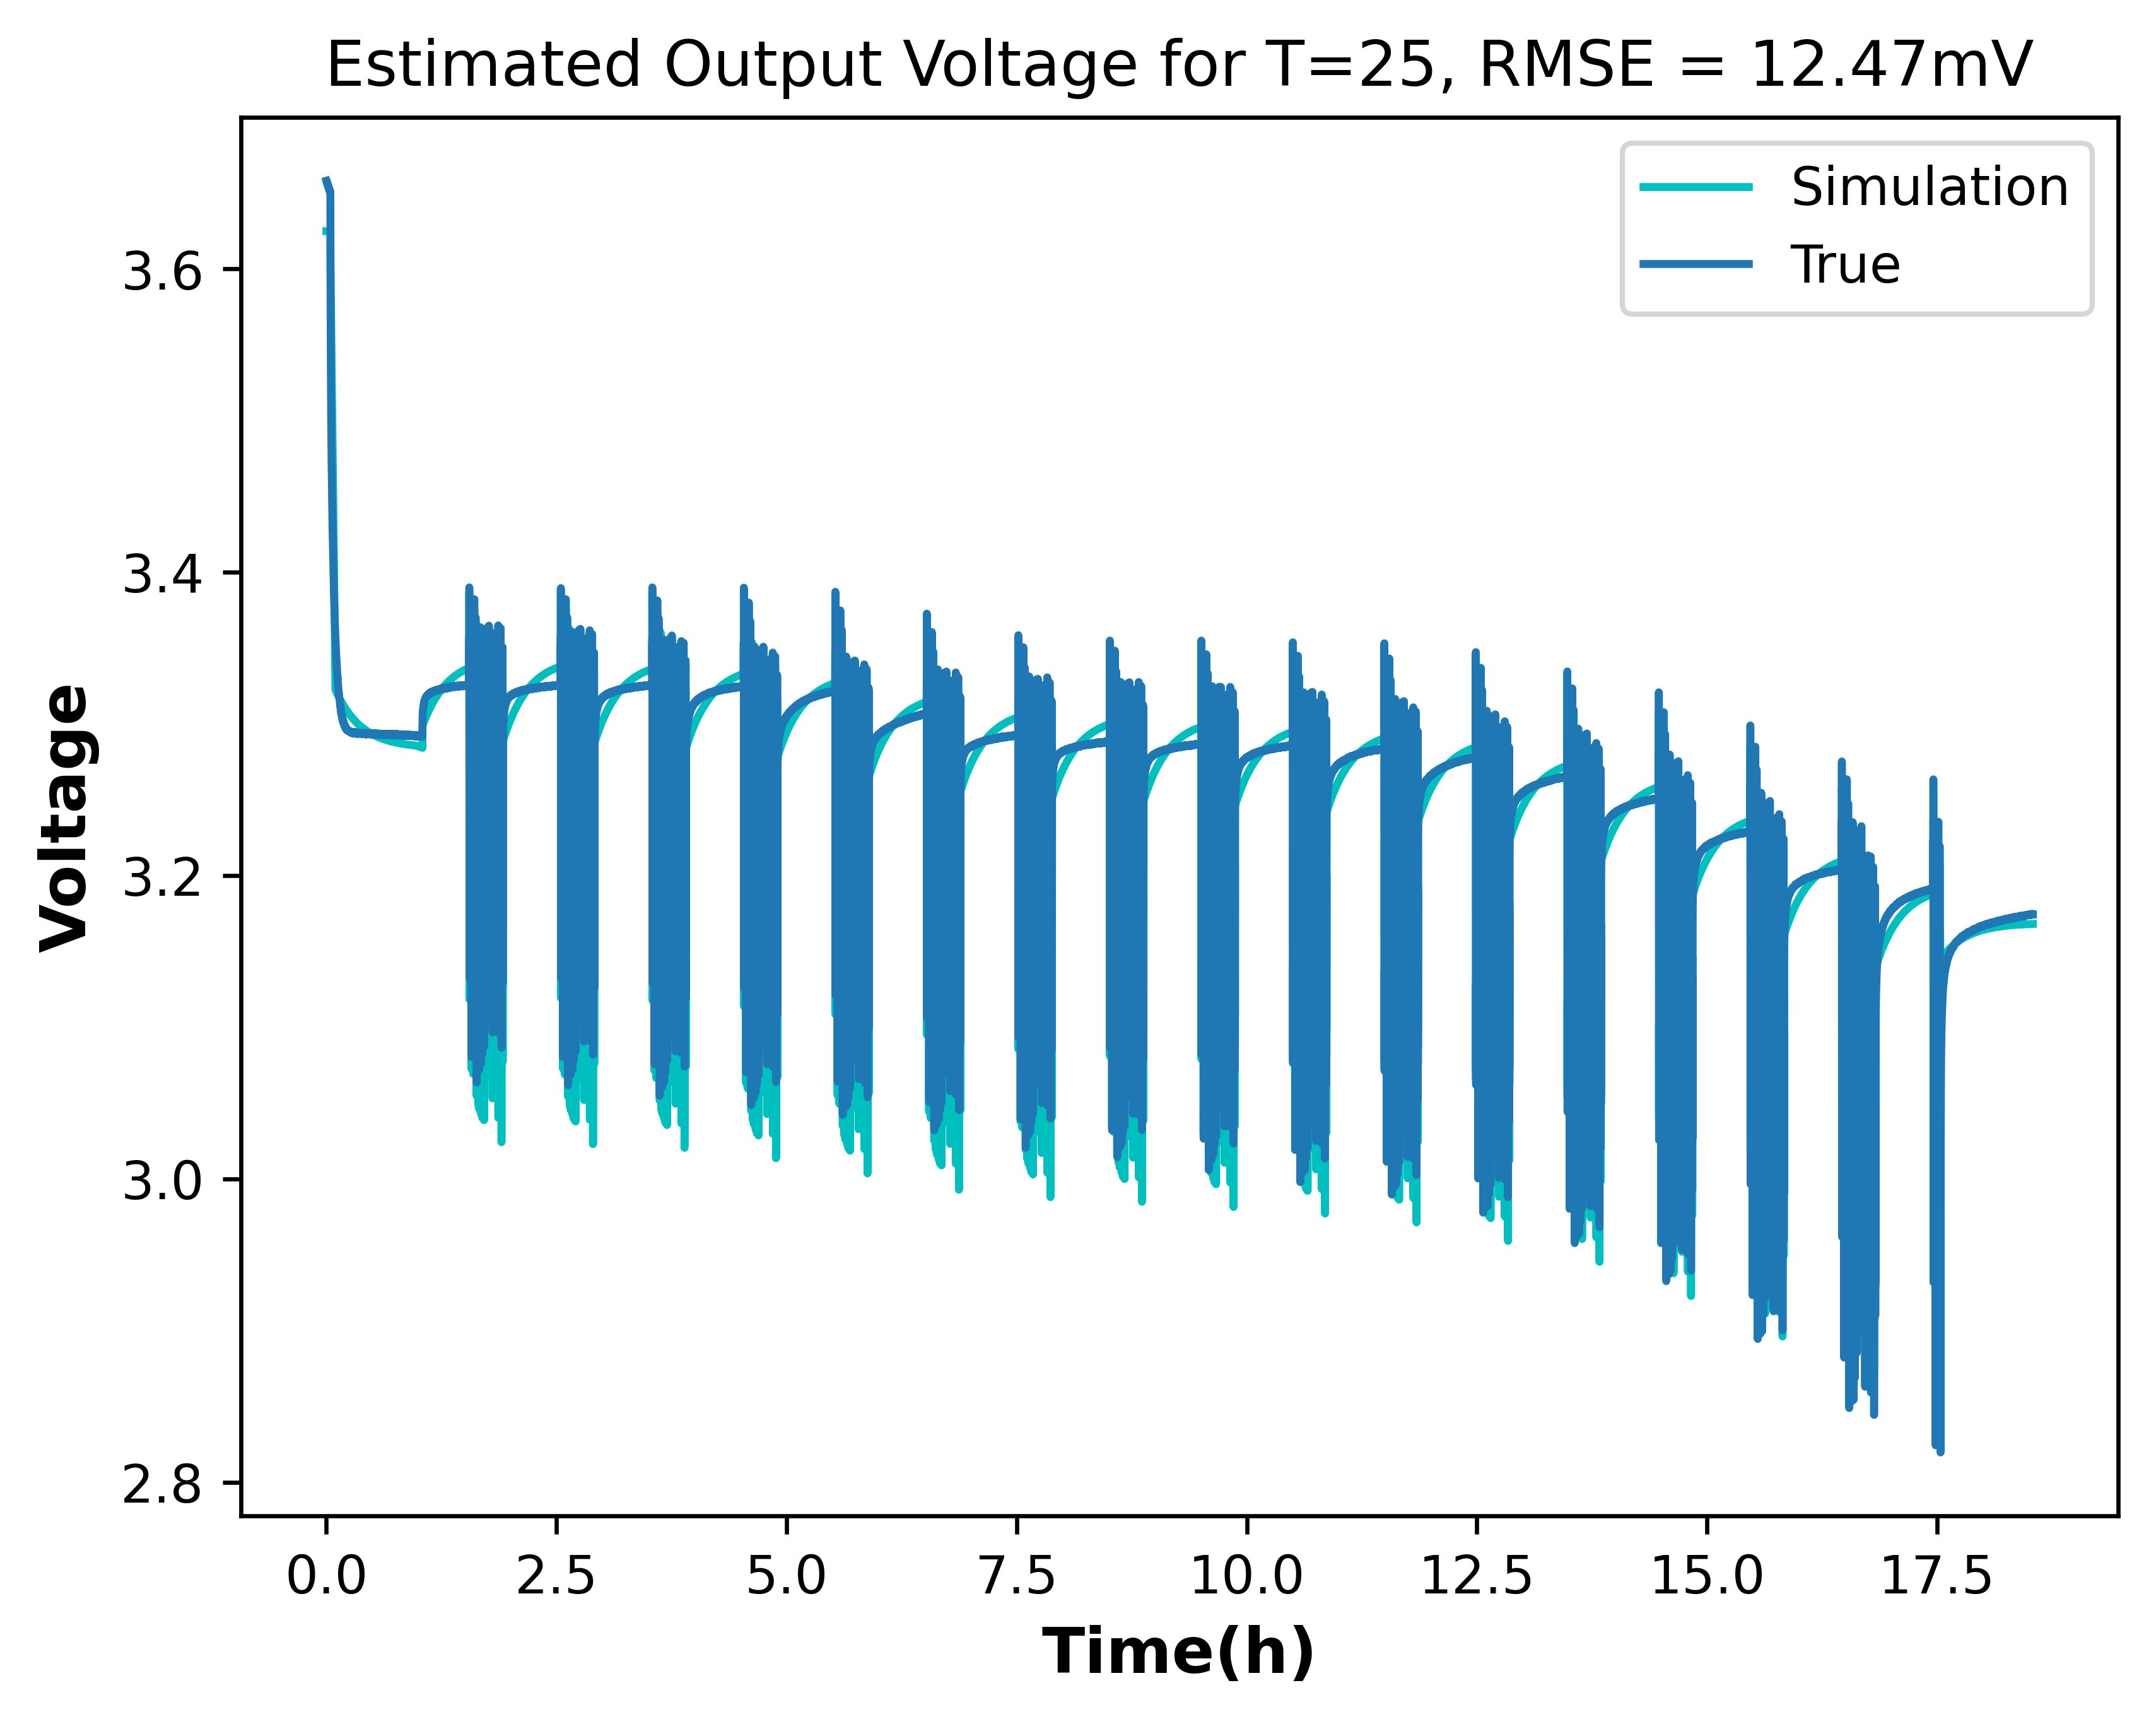 Estimated Output Voltage for T=25, RMSE = 12.47mV
Simulation
True
3.6
3.4
3.2
3.0
2.8
Voltage
0.0 2.5 5.0 7.5 10.0 12.5 15.0 17.5
Time(h)